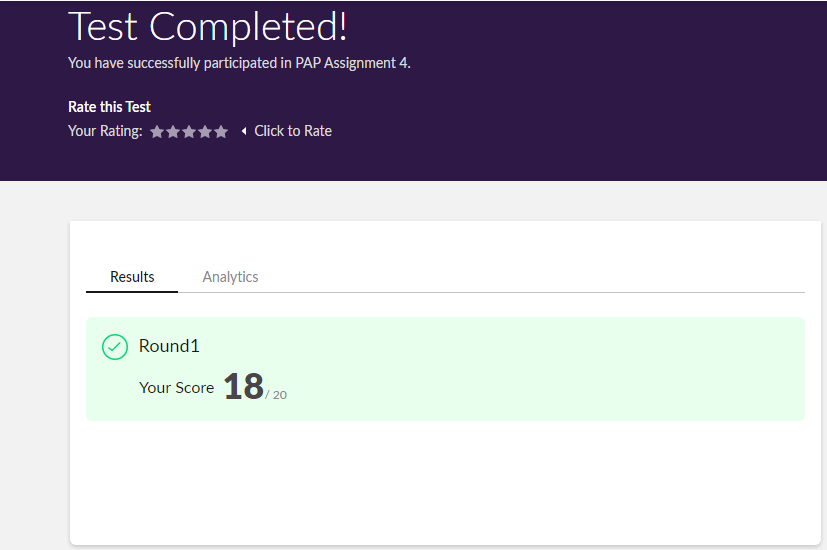 Test Completed!
You have successfully participated in PAP Assignment 4.
Rate this Test
Your Rating: Click to Rate
Results Analytics
Round1
Your Score 18 / 20